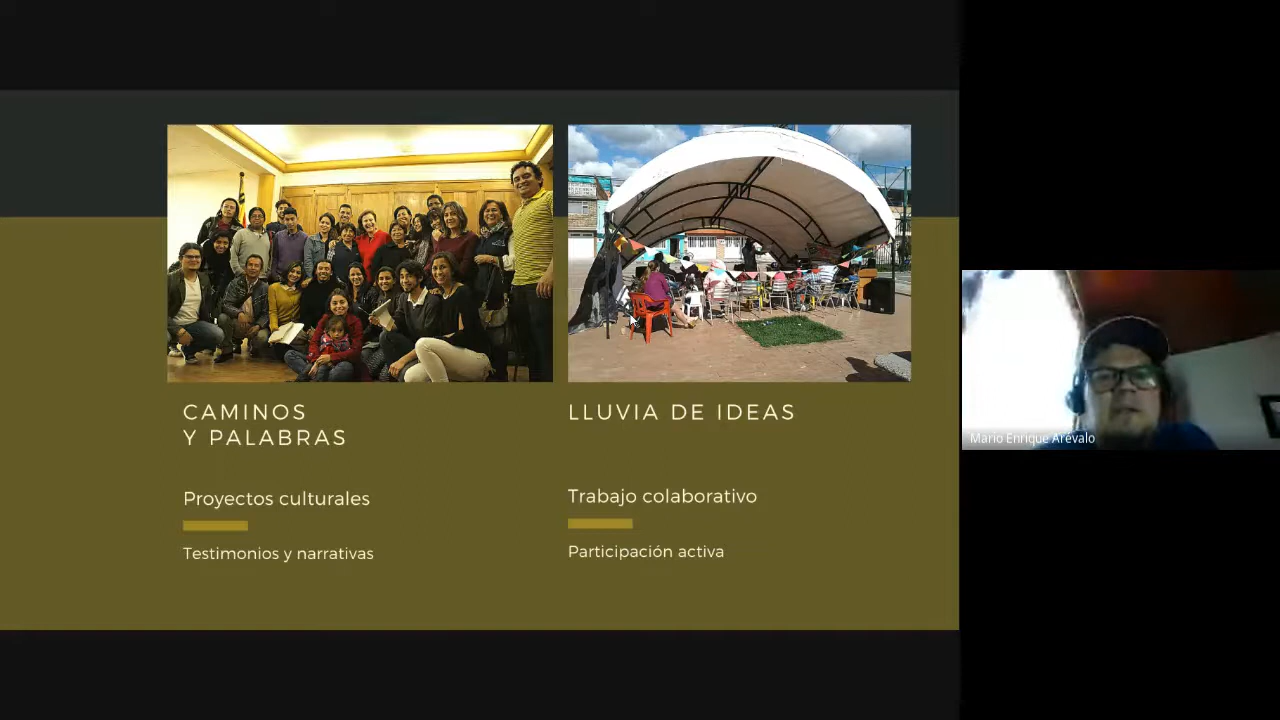 CAMINOS
Y PALABRAS
Proyectos culturales
Testimonios y narrativas
LLUVIA DE IDEAS
Trabajo colaborativo
Participación activa
Mario Enrique Arévalo